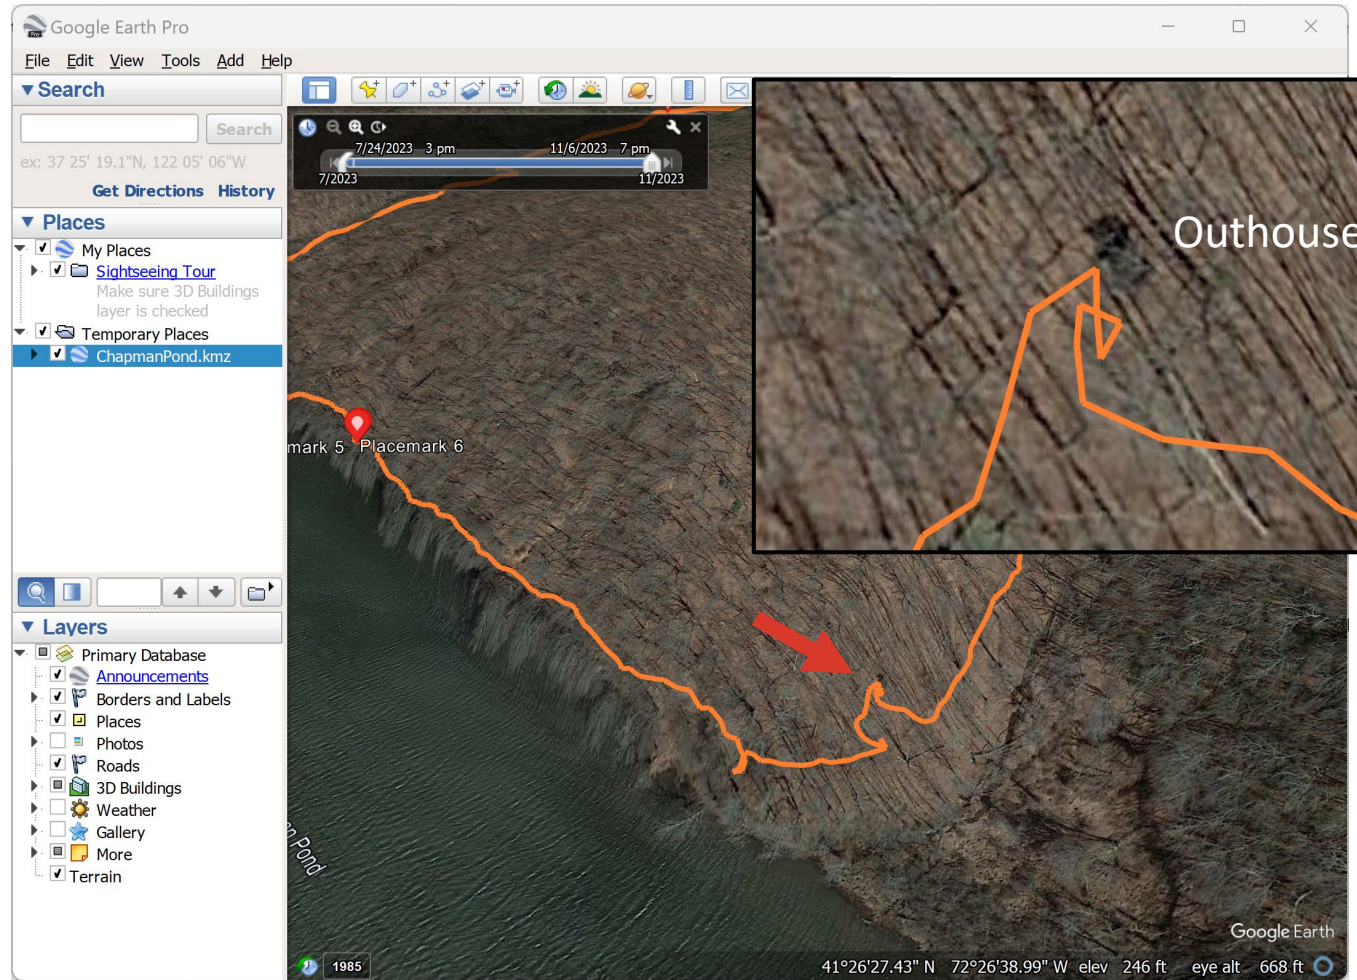 Google Earth Pro
File Edit View Tools Add Help
Search
Search
ex: 37 25' 19.1"N, 122 05' 06"W
Get Directions History
Places
My Places
Sightseeing Tour
Make sure 3D Buildings
layer is checked
Temporary Places
ChapmanPond.kmz
Layers
Primary Database
Announcements
Borders and Labels
Places
Photos
Roads
3D Buildings
Weather
Gallery
More
Terrain
7/24/2023 3 pm 11/6/2023 7 pm
7/2023 11/2023
Outhouse
mark 5 Placemark 6
Pond
Google Earth
1985
41°26'27.43" N 72°26'38.99" W elev 246 ft eye alt 668 ft